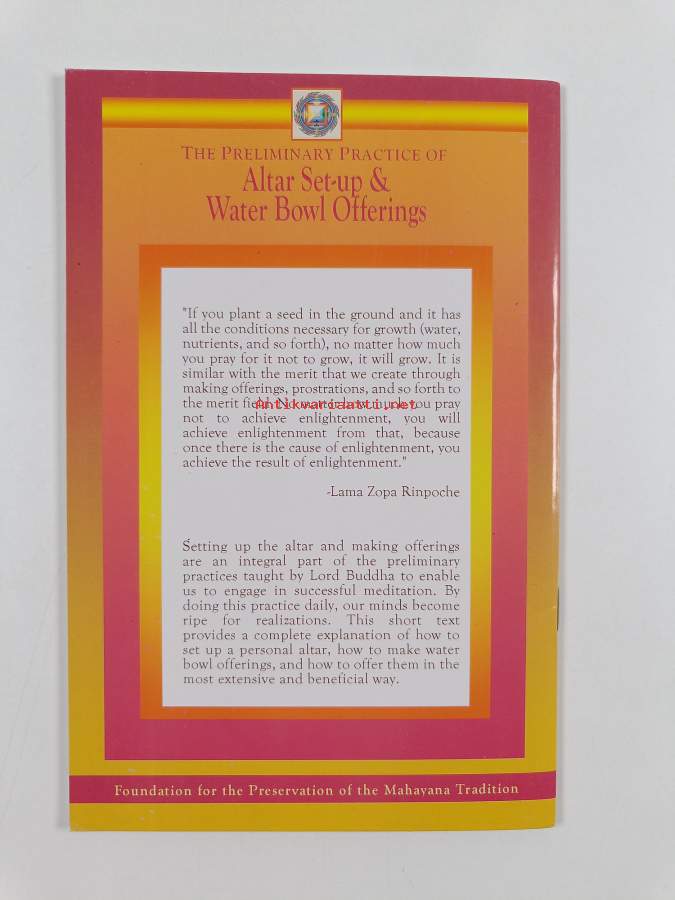 THE PRELIMINARY PRACTICE OF
Altar Set-up &
Water Bowl Offerings
"If you plant a seed in the ground and it has
all the conditions necessary for growth (water,
nutrients, and so forth), no matter how much
you pray for it not to grow, it will grow. It is
similar with the merit that we create through
making offerings, prostrations, and so forth to
the merit field. No matter how much you pray
Antikvariaatti.net
not to achieve enlightenment, you will
achieve enlightenment from that, because
once there is the cause of enlightenment, you
achieve the result of enlightenment."
-Lama Zopa Rinpoche
Setting up the altar and making offerings
are an integral part of the preliminary
practices taught by Lord Buddha to enable
us to engage in successful meditation. By
doing this practice daily, our minds become
ripe for realizations. This short text
provides a complete explanation of how to
set up a personal altar, how to make water
bowl offerings, and how to offer them in the
most extensive and beneficial way.
Foundation for the Preservation of the Mahayana Tradition